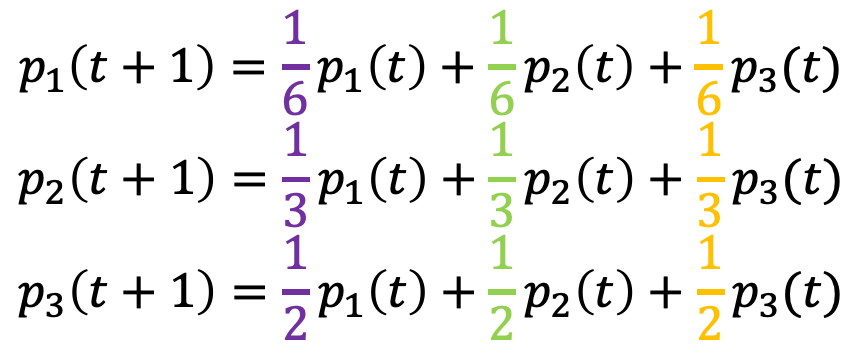 p₁(t + 1) = 1/6 p₁(t) + 1/6 p₂(t) + 1/6 p₃(t)
p₂(t + 1) = 1/3 p₁(t) + 1/3 p₂(t) + 1/3 p₃(t)
p₃(t + 1) = 1/2 p₁(t) + 1/2 p₂(t) + 1/2 p₃(t)